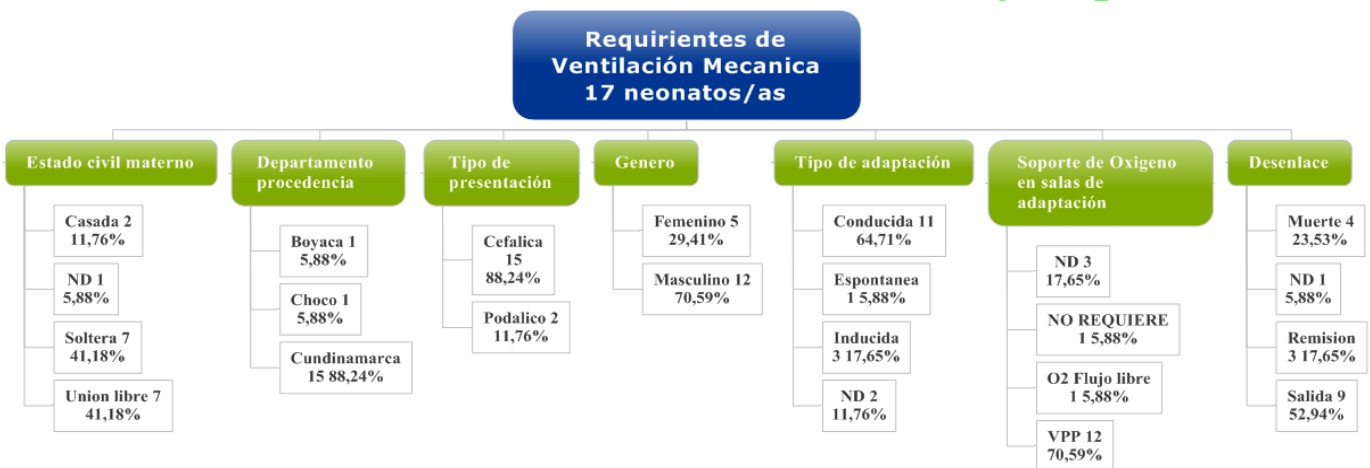 Requirientes de
Ventilación Mecanica
17 neonatos/as
Estado civil materno
Casada 2
11,76%
ND 1
5,88%
Soltera 7
41,18%
Union libre 7
41,18%
Departamento
procedencia
Boyaca 1
5,88%
Choco 1
5,88%
Cundinamarca
15 88,24%
Tipo de
presentación
Cefalica
15
88,24%
Podalico 2
11,76%
Genero
Femenino 5
29,41%
Masculino 12
70,59%
Tipo de adaptación
Conducida 11
64,71%
Espontanea
1 5,88%
Inducida
3 17,65%
ND 2
11,76%
Soporte de Oxigeno
en salas de
adaptación
ND 3
17,65%
NO REQUIERE
1 5,88%
O2 Flujo libre
1 5,88%
VPP 12
70,59%
Desenlace
Muerte 4
23,53%
ND 1
5,88%
Remision
3 17,65%
Salida 9
52,94%